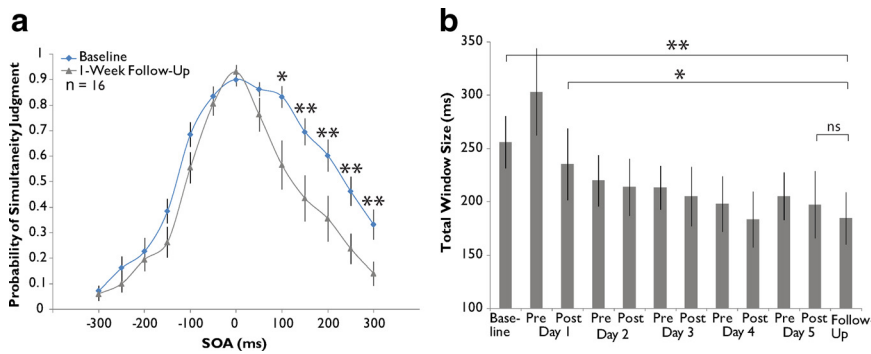 a
Probability of Simultaneity Judgment
1
0.9
0.8
0.7
0.6
0.5
0.4
0.3
0.2
0.1
0
Baseline
1-Week Follow-Up
n = 16
*
**
**
**
**
-300 -200 -100 0 100 200 300
SOA (ms)
b
Total Window Size (ms)
350
300
250
200
150
100
**
*
ns
Base- Pre Post Pre Post Pre Post Pre Post Pre Post Follow-
line Day 1 Day 2 Day 3 Day 4 Day 5 Up